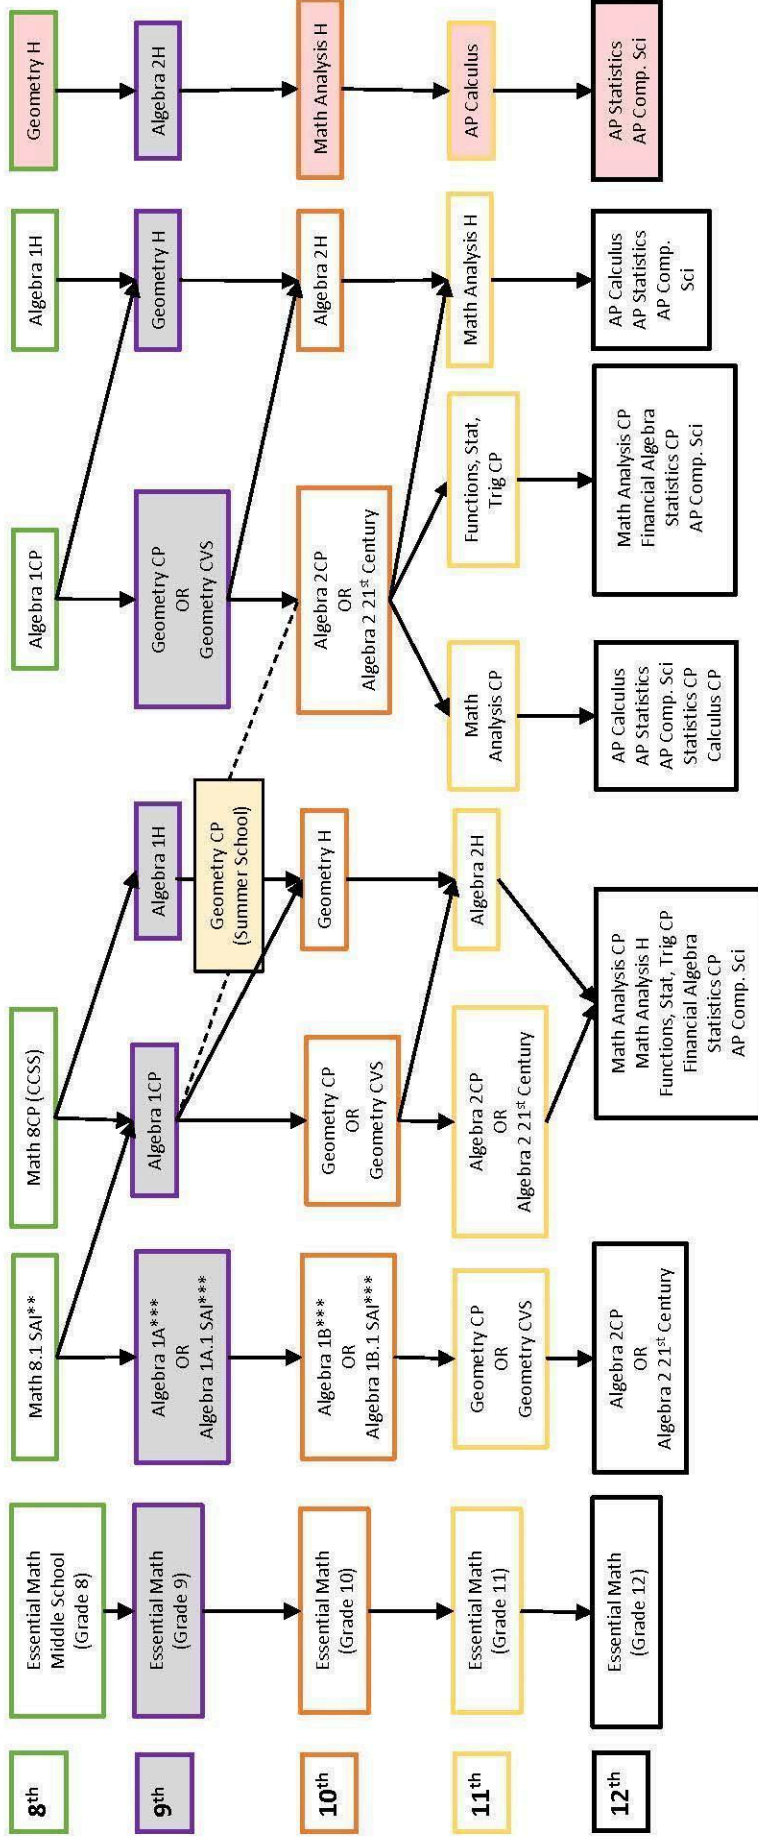 8th
Essential Math
Middle School
(Grade 8)
Math 8.1 SAI**
Math 8CP (CCSS)
Algebra 1CP
Algebra 1H
Geometry H
9th
Essential Math
(Grade 9)
Algebra 1A***
OR
Algebra 1A.1 SAI***
Algebra 1CP
Algebra 1H
Geometry CP
OR
Geometry CVS
Geometry H
Algebra 2H
Geometry CP
(Summer School)
10th
Essential Math
(Grade 10)
Algebra 1B***
OR
Algebra 1B.1 SAI***
Geometry CP
OR
Geometry CVS
Geometry H
Algebra 2CP
OR
Algebra 2 21st Century
Algebra 2H
Math Analysis H
11th
Essential Math
(Grade 11)
Geometry CP
OR
Geometry CVS
Algebra 2CP
OR
Algebra 2 21st Century
Algebra 2H
Math
Analysis CP
Functions, Stat,
Trig CP
Math Analysis H
AP Calculus
12th
Essential Math
(Grade 12)
Algebra 2CP
OR
Algebra 2 21st Century
Math Analysis CP
Math Analysis H
Functions, Stat, Trig CP
Financial Algebra
Statistics CP
AP Comp. Sci
AP Calculus
AP Statistics
AP Comp. Sci
Statistics CP
Calculus CP
Math Analysis CP
Financial Algebra
Statistics CP
AP Comp. Sci
AP Calculus
AP Statistics
AP Comp.
Sci
AP Statistics
AP Comp. Sci